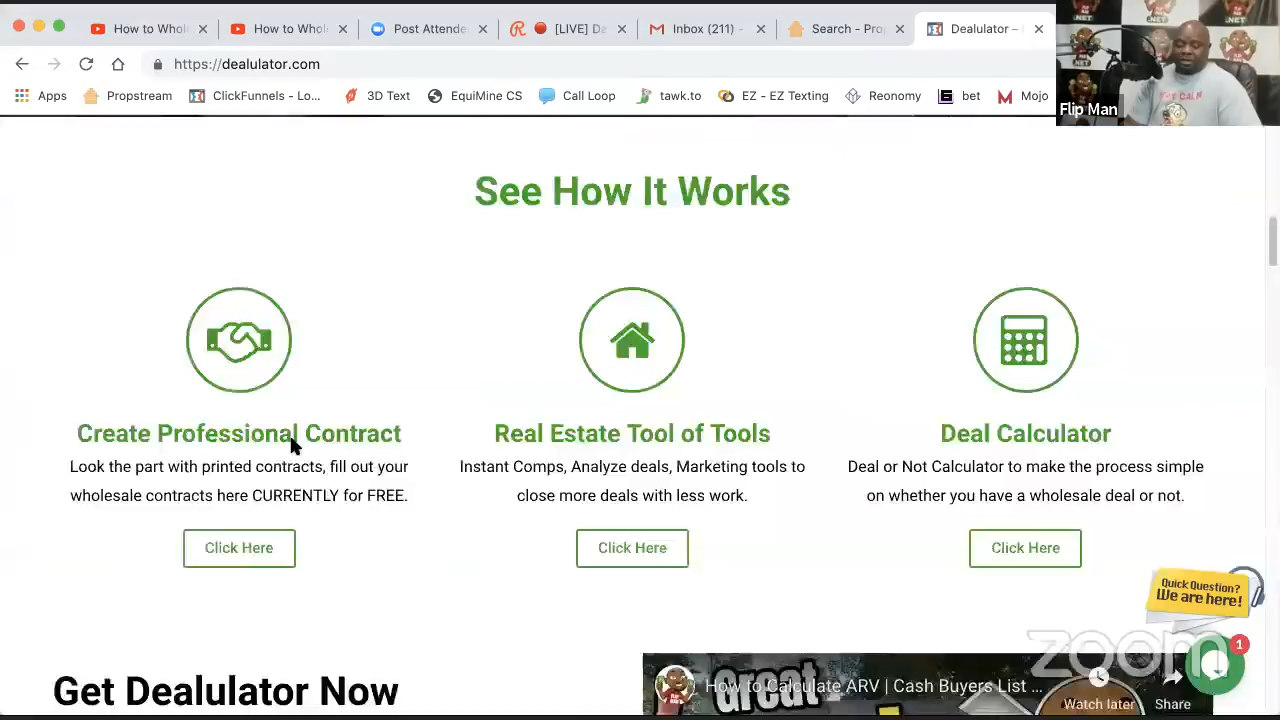 How to Whole
How to Whol
Post Attende
[LIVE] Da
Inbox (211) -
Search - Prop
Dealulator –
https://dealulator.com
Apps
Propstream
ClickFunnels - Lo...
3D Text
EquiMine CS
Call Loop
tawk.to
EZ - EZ Texting
Reonomy
bet
Mojo
Flip Man
See How It Works
Create Professional Contract
Look the part with printed contracts, fill out your
wholesale contracts here CURRENTLY for FREE.
Click Here
Real Estate Tool of Tools
Instant Comps, Analyze deals, Marketing tools to
close more deals with less work.
Click Here
Deal Calculator
Deal or Not Calculator to make the process simple
on whether you have a wholesale deal or not.
Click Here
Quick Question?
We are here!
zoom
1
Get Dealulator Now
Great
How to Calculate ARV | Cash Buyers List ...
Watch later
Share